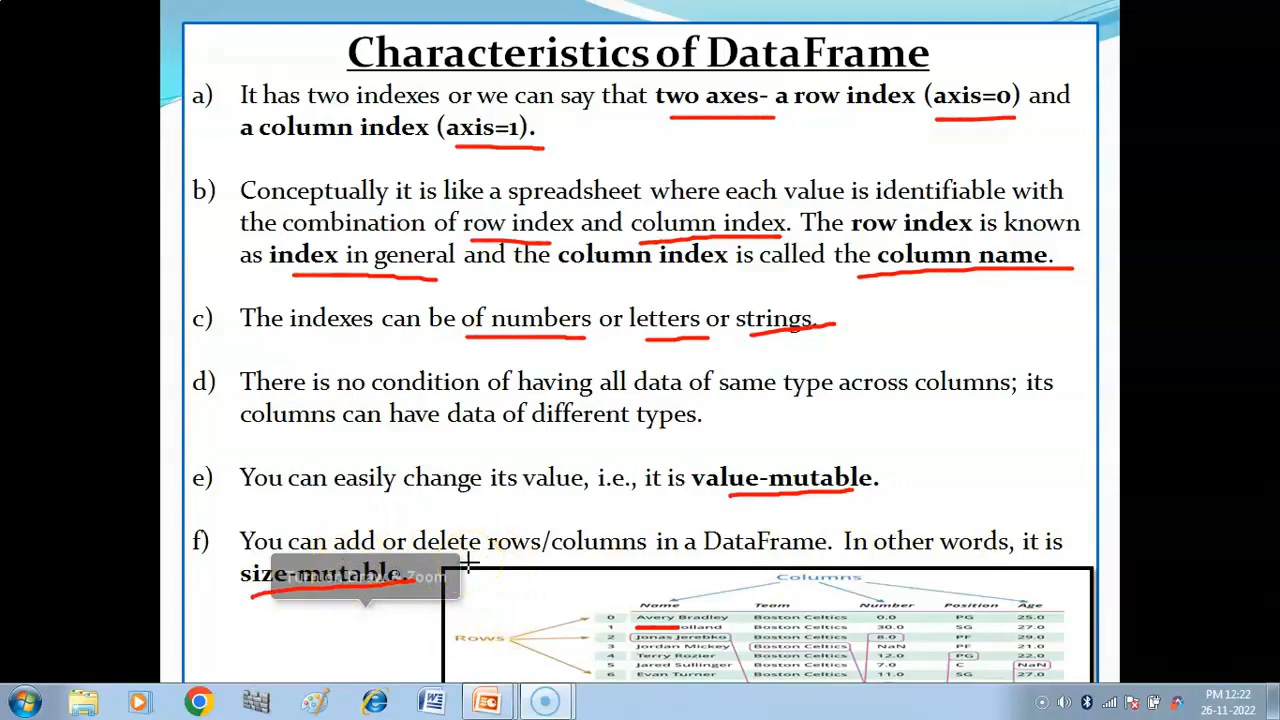 Characteristics of DataFrame
a) It has two indexes or we can say that two axes- a row index (axis=0) and
a column index (axis=1).
b) Conceptually it is like a spreadsheet where each value is identifiable with
the combination of row index and column index. The row index is known
as index in general and the column index is called the column name.
c) The indexes can be of numbers or letters or strings.
d) There is no condition of having all data of same type across columns; its
columns can have data of different types.
e) You can easily change its value, i.e., it is value-mutable.
f) You can add or delete rows/columns in a DataFrame. In other words, it is
size-mutable.
Zoom
Columns
Name Team Number Position Age
0 Avery Bradley Boston Celtics 0.0 PG 25.0
1 olland Boston Celtics 30.0 SG 27.0
2 Jonas Jerebko Boston Celtics 8.0 PF 29.0
Rows
3 Jordan Mickey Boston Celtics NaN PF 21.0
4 Terry Rozier Boston Celtics 12.0 PG 22.0
5 Jared Sullinger Boston Celtics 7.0 C NaN
6 Evan Turner Boston Celtics 11.0 SG 27.0
PM 12:22
26-11-2022